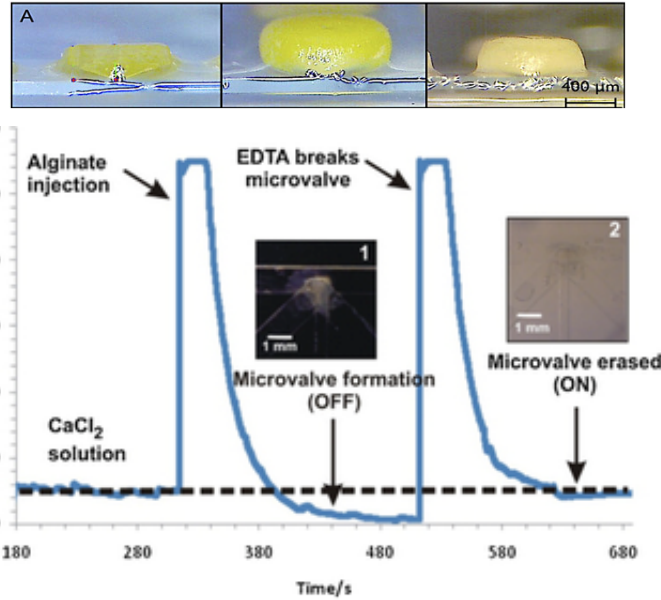 A
400 µm
Alginate
injection
EDTA breaks
microvalve
1
1 mm
2
1 mm
Microvalve formation
(OFF)
Microvalve erased
(ON)
CaCl₂
solution
180 280 380 480 580 680
Time/s